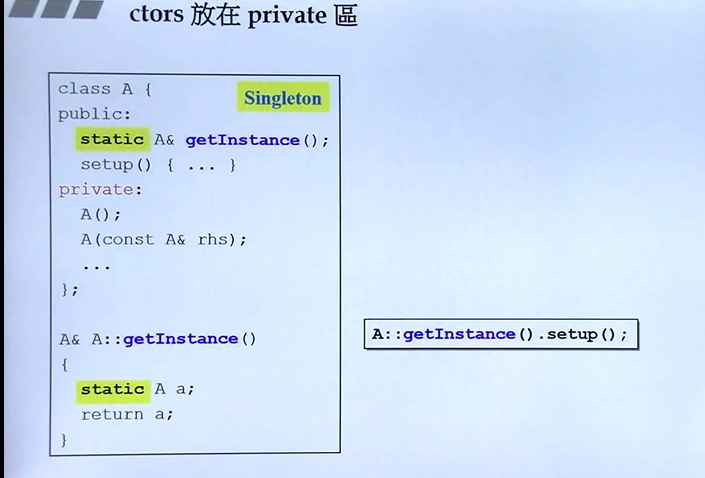 ctors 放在 private 區
Singleton
class A {
public:
static A& getInstance();
setup() { ... }
private:
A();
A(const A& rhs);
...
};
A& A::getInstance()
{
static A a;
return a;
}
A::getInstance().setup();